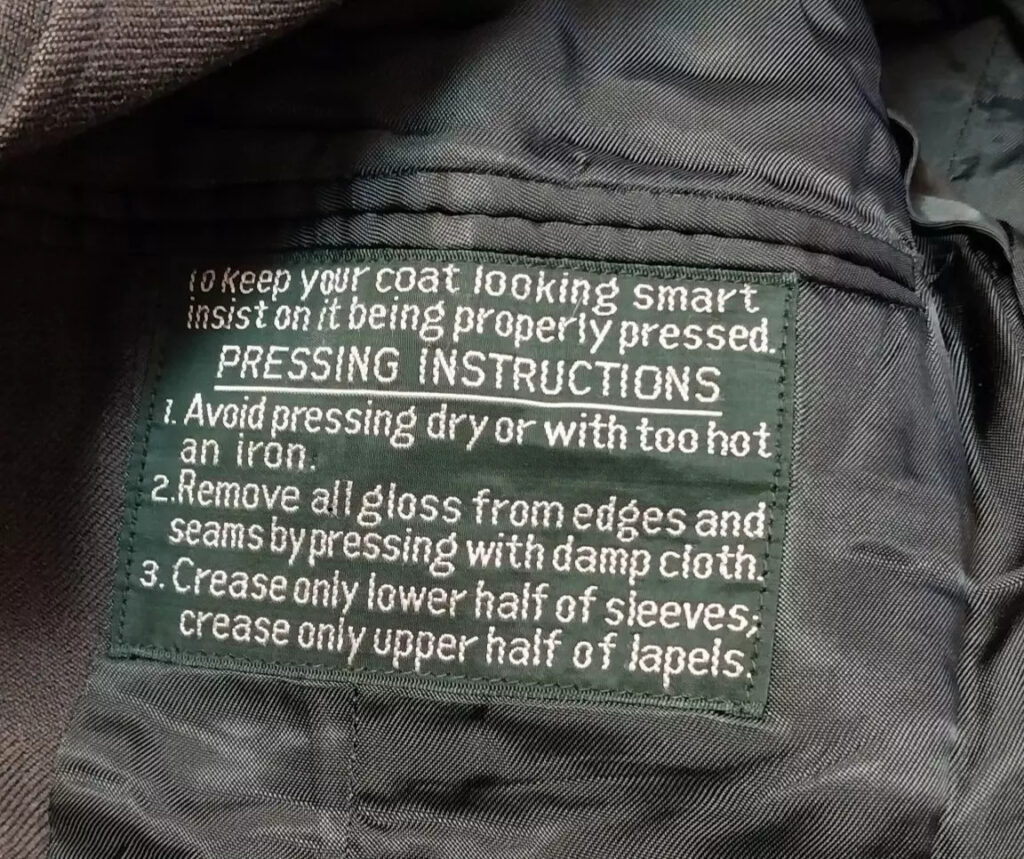 to keep your coat looking smart
insist on it being properly pressed.
PRESSING INSTRUCTIONS
1. Avoid pressing dry or with too hot
an iron.
2. Remove all gloss from edges and
seams by pressing with damp cloth.
3. Crease only lower half of sleeves;
crease only upper half of lapels.